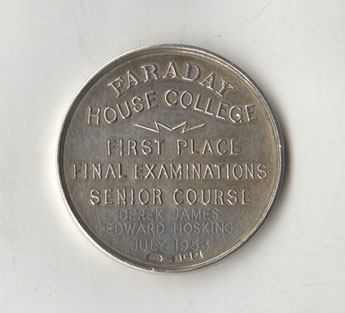 FARADAY
HOUSE COLLEGE
FIRST PLACE
FINAL EXAMINATIONS
SENIOR COURSE
DEREK JAMES
EDWARD HOSKING
JULY 1953